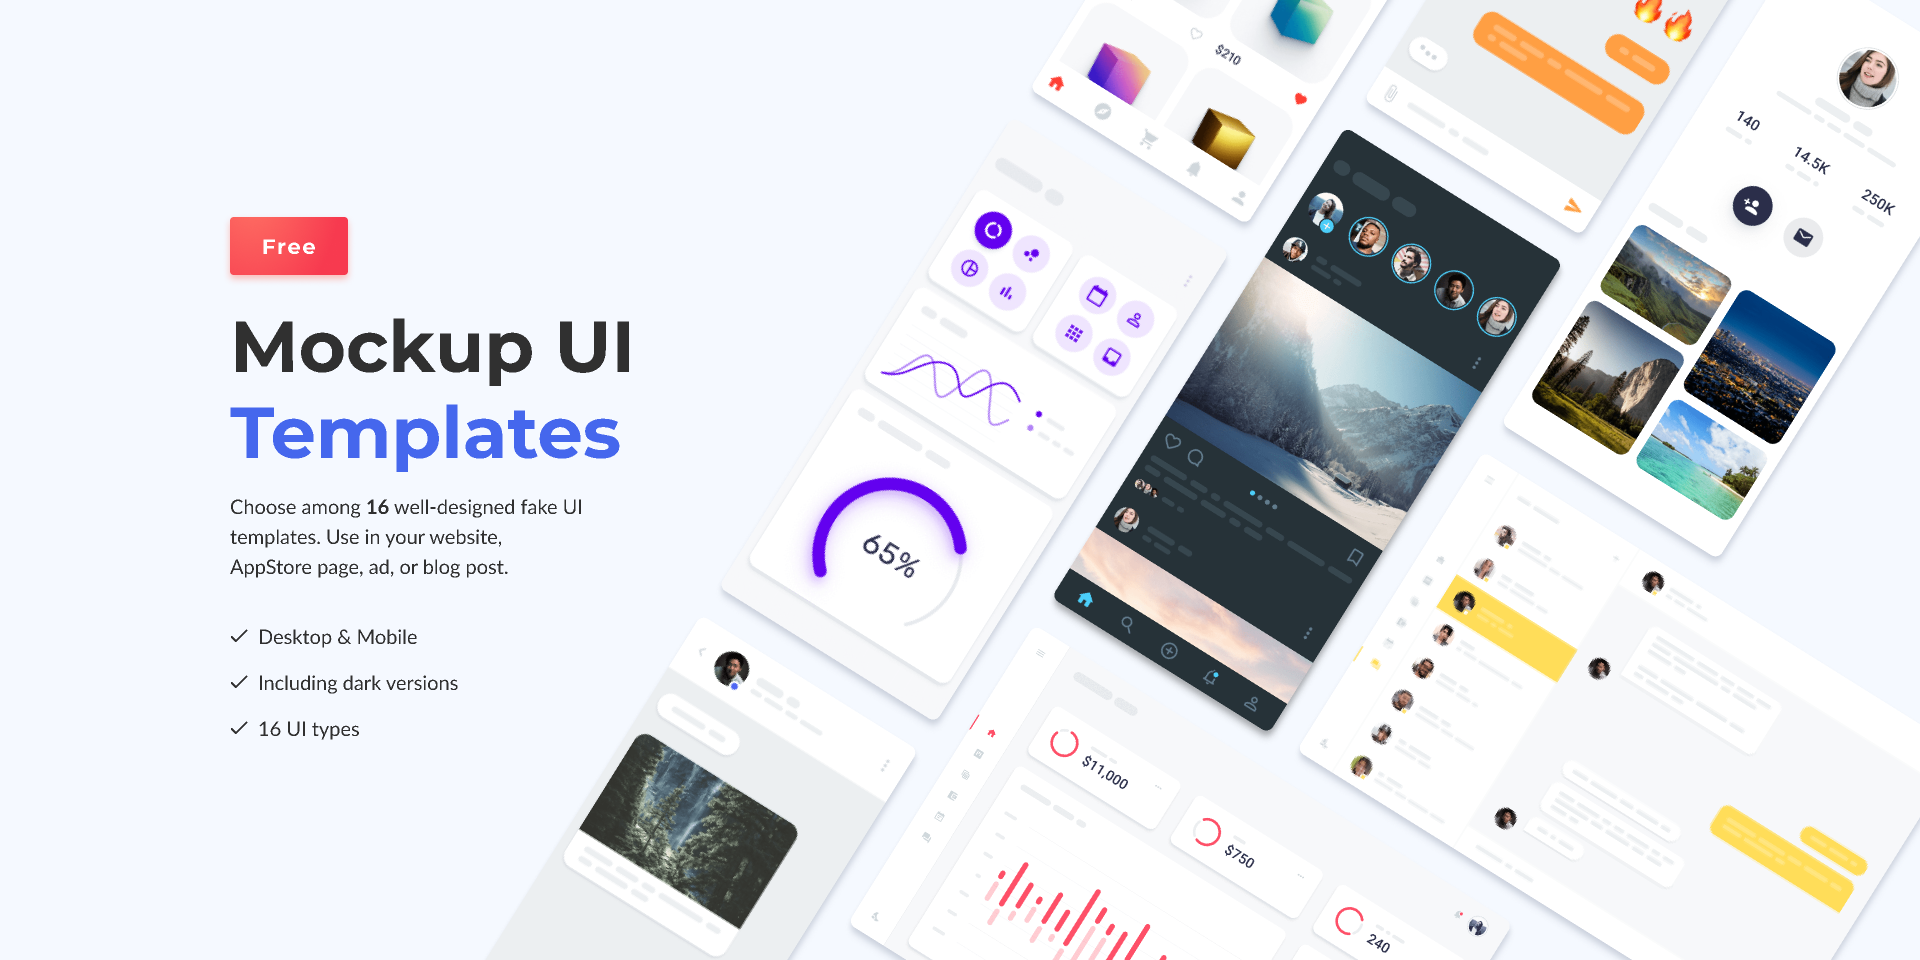 Free
Mockup UI
Templates
Choose among 16 well-designed fake UI
templates. Use in your website,
AppStore page, ad, or blog post.
Desktop & Mobile
Including dark versions
16 UI types
$210
140
14.5K
250K
65%
$11,000
$750
240